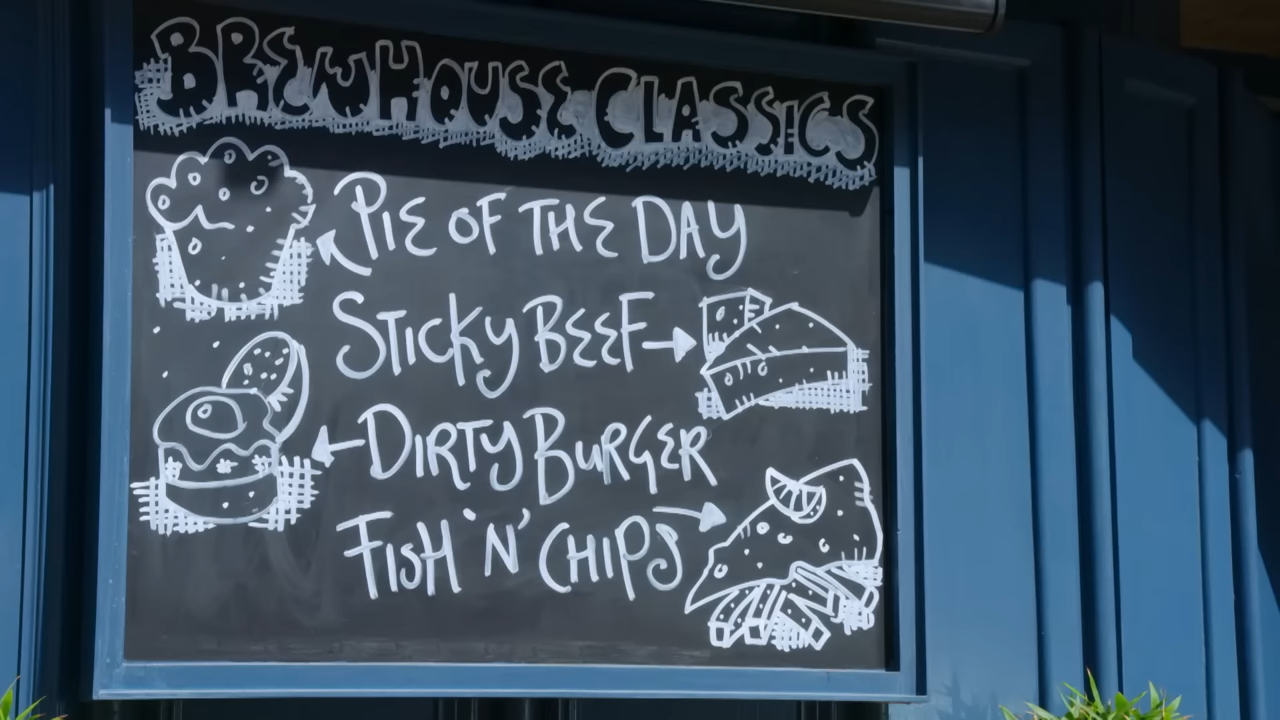 BREWHOUSE CLASSICS
PIE OF THE DAY
STICKY BEEF
DIRTY BURGER
FISH 'N' CHIPS